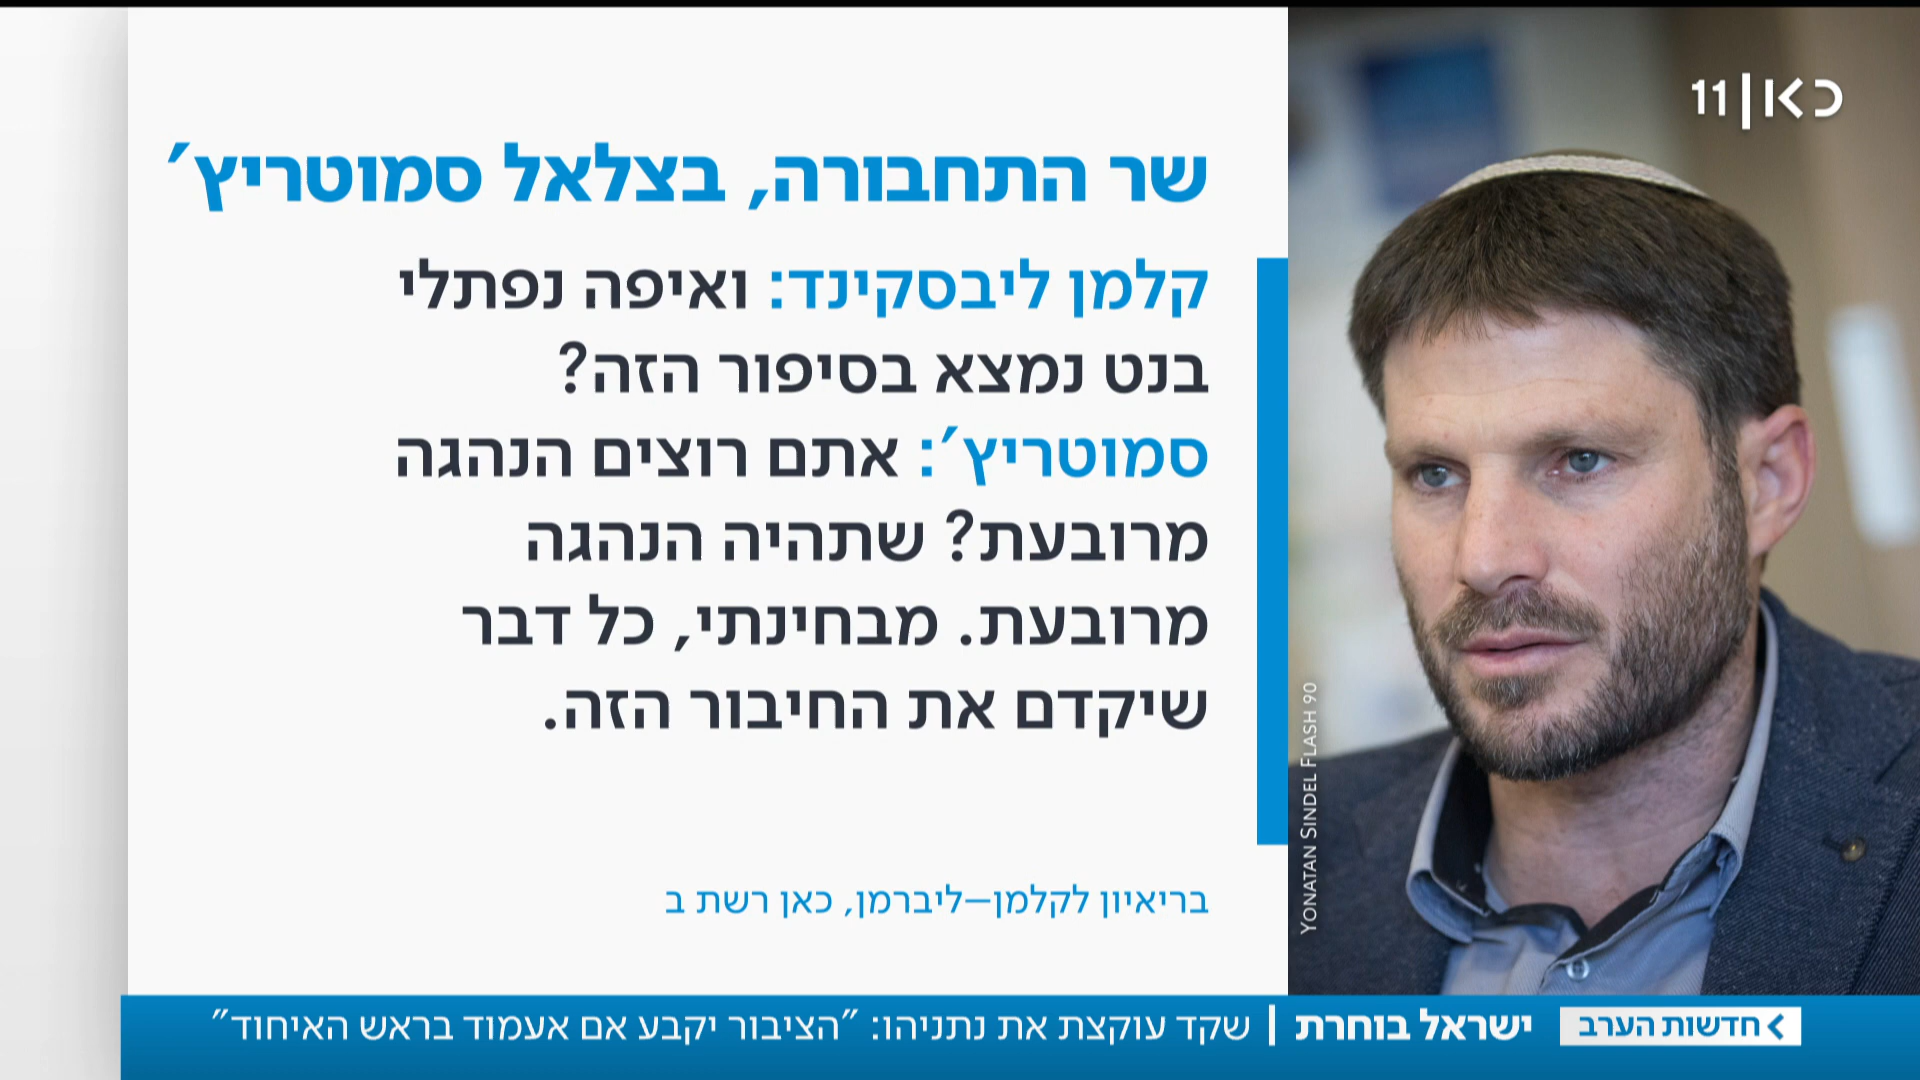 כאן|11
שר התחבורה, בצלאל סמוטריץ'
קלמן ליבסקינד: ואיפה נפתלי
בנט נמצא בסיפור הזה?
סמוטריץ': אתם רוצים הנהגה
מרובעת? שתהיה הנהגה
מרובעת. מבחינתי, כל דבר
שיקדם את החיבור הזה.
בריאיון לקלמן–ליברמן, כאן רשת ב
YONATAN SINDEL FLASH 90
חדשות הערב ישראל בוחרת | שקד עוקצת את נתניהו: "הציבור יקבע אם אעמוד בראש האיחוד"